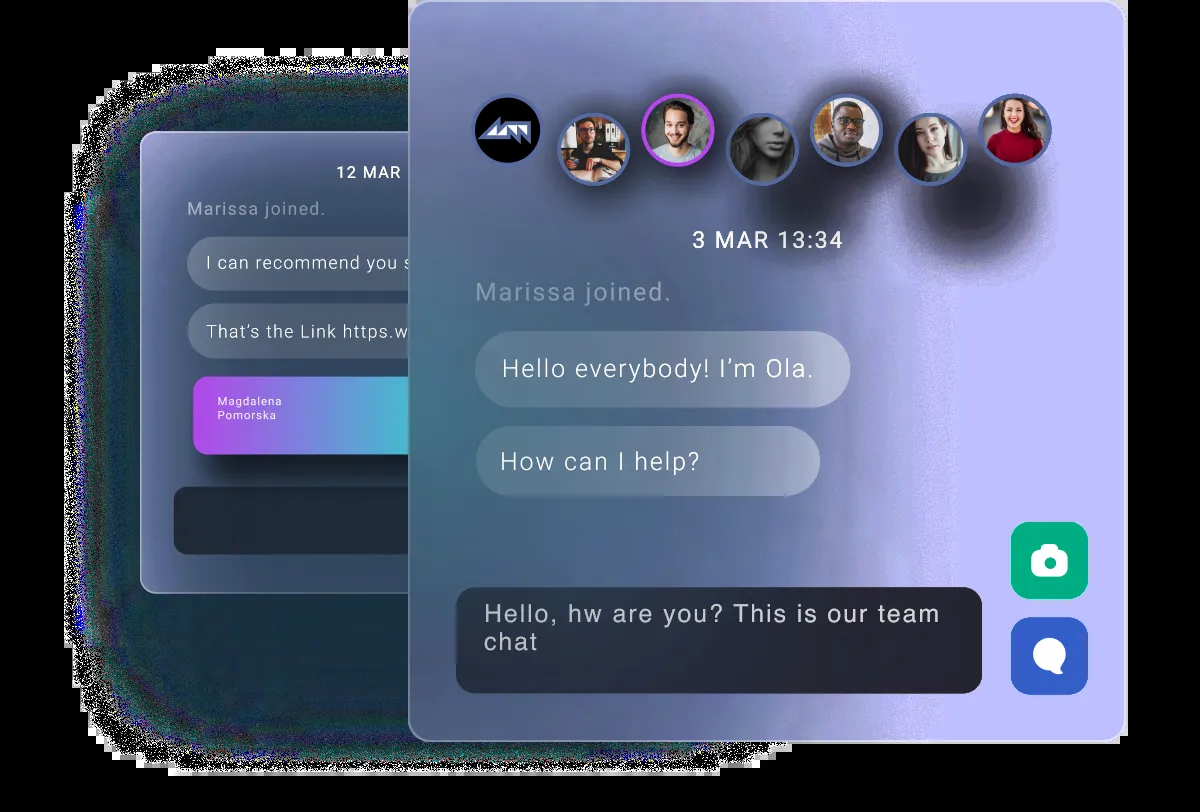 12 MAR
Marissa joined.
I can recommend you
That's the Link https.w
Magdalena
Pomorska
3 MAR 13:34
Marissa joined.
Hello everybody! I'm Ola.
How can I help?
Hello, hw are you? This is our team
chat